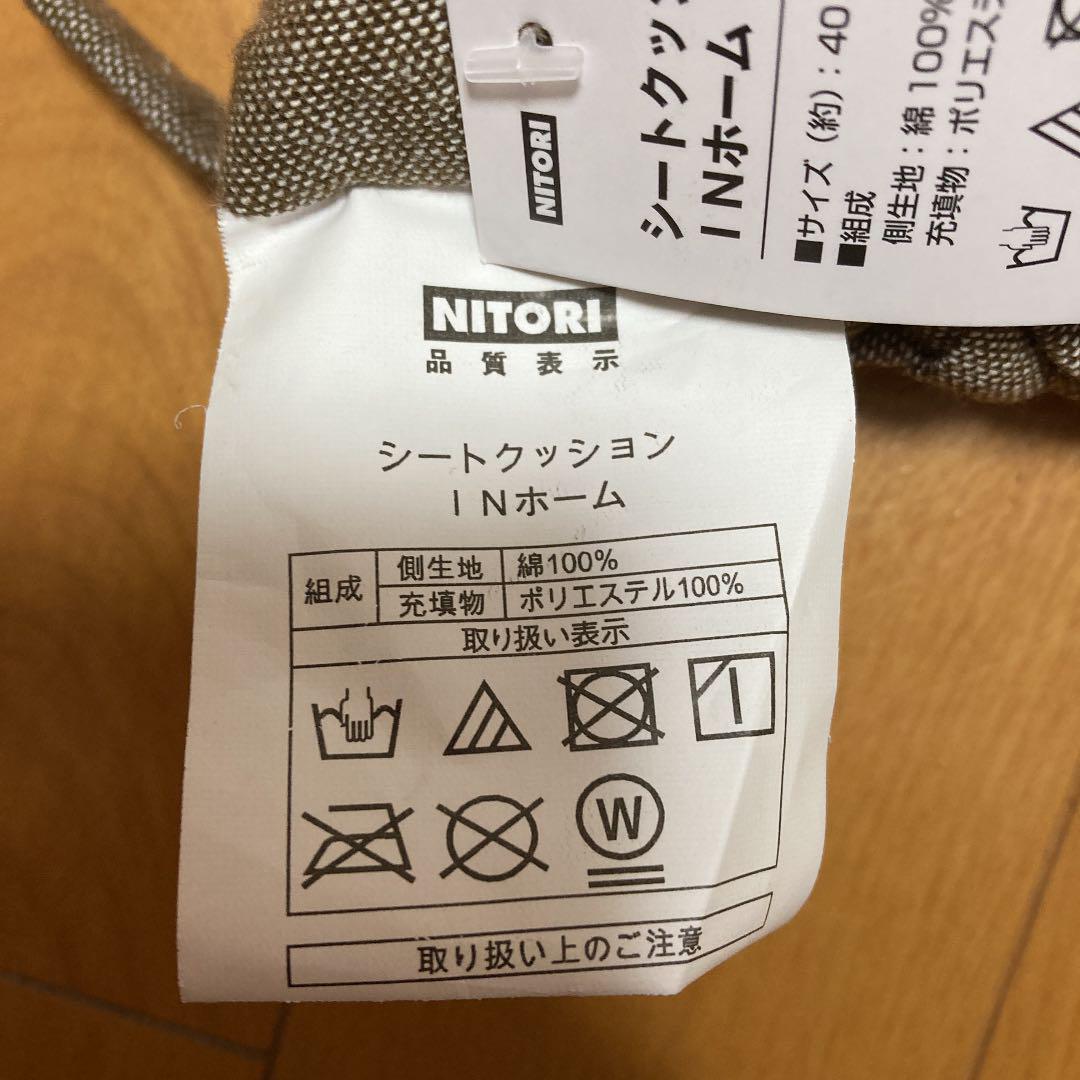 NITORI
シートクッ
INホーム
■サイズ（約）：40
■組成
側生地：綿100%
充填物：ポリエス
NITORI
品質表示
シートクッション
INホーム
組成 側生地 綿100%
充填物 ポリエステル100%
取り扱い表示
W
取り扱い上のご注意